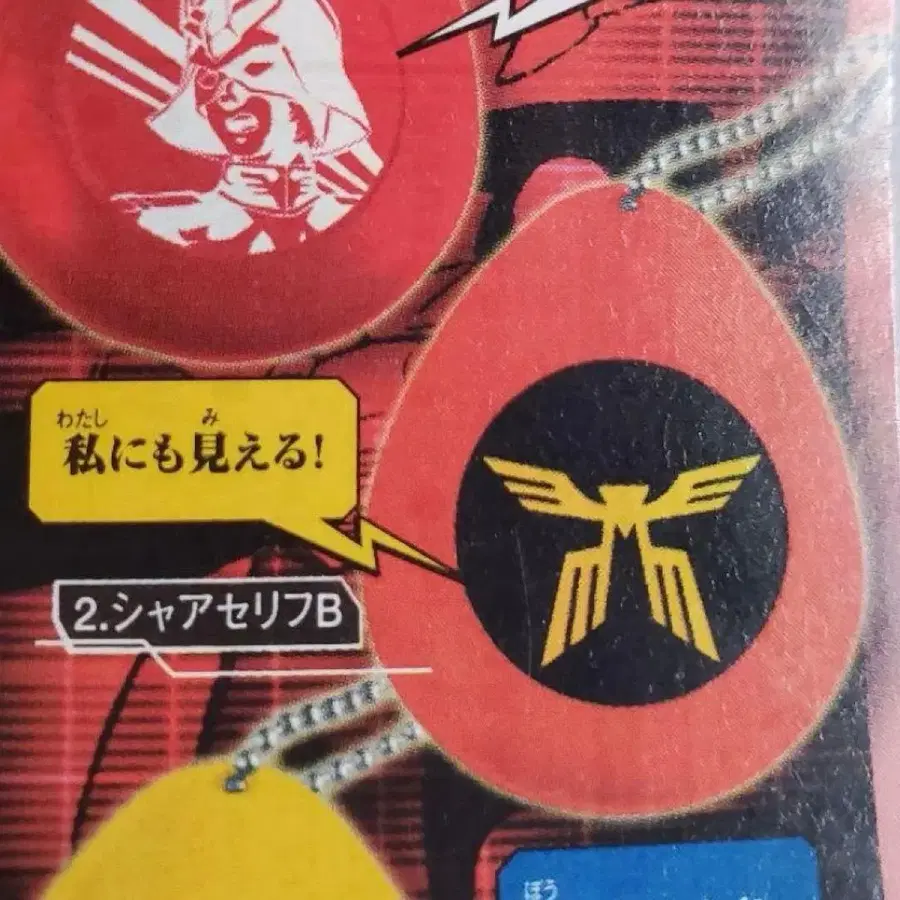 わたし み
私にも見える!
2.シャアセリフB
ぼう